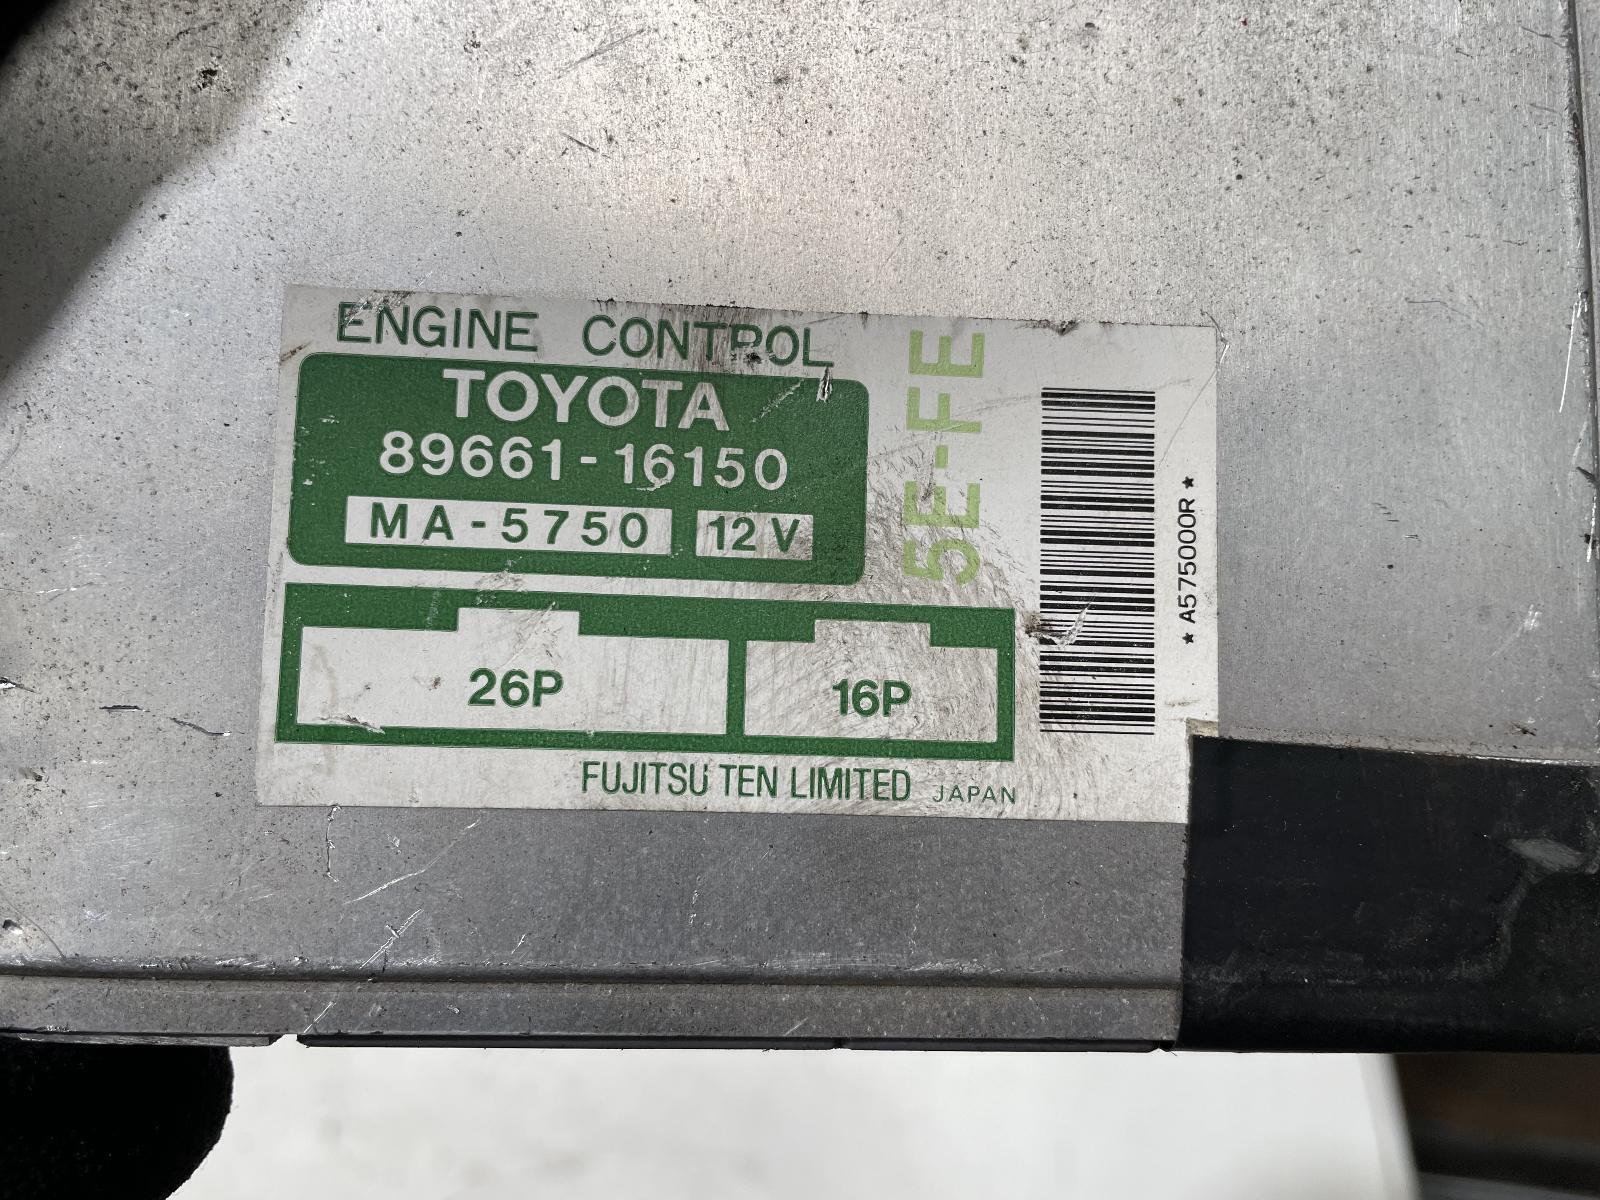 ENGINE CONTROL
TOYOTA
89661-16150
MA-5750 12V
5E-FE
26P 16P
FUJITSU TEN LIMITED JAPAN
* A575000R *